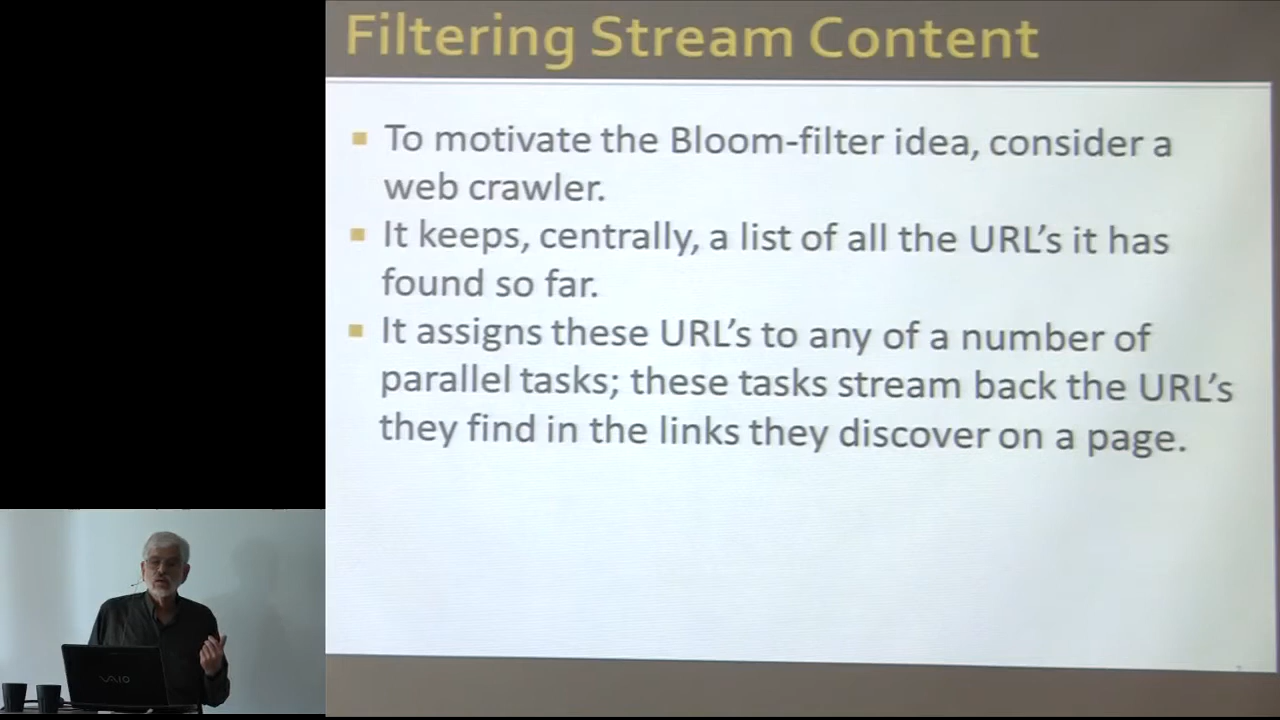 Filtering Stream Content
To motivate the Bloom-filter idea, consider a
web crawler.
It keeps, centrally, a list of all the URL's it has
found so far.
It assigns these URL's to any of a number of
parallel tasks; these tasks stream back the URL's
they find in the links they discover on a page.
VAIO